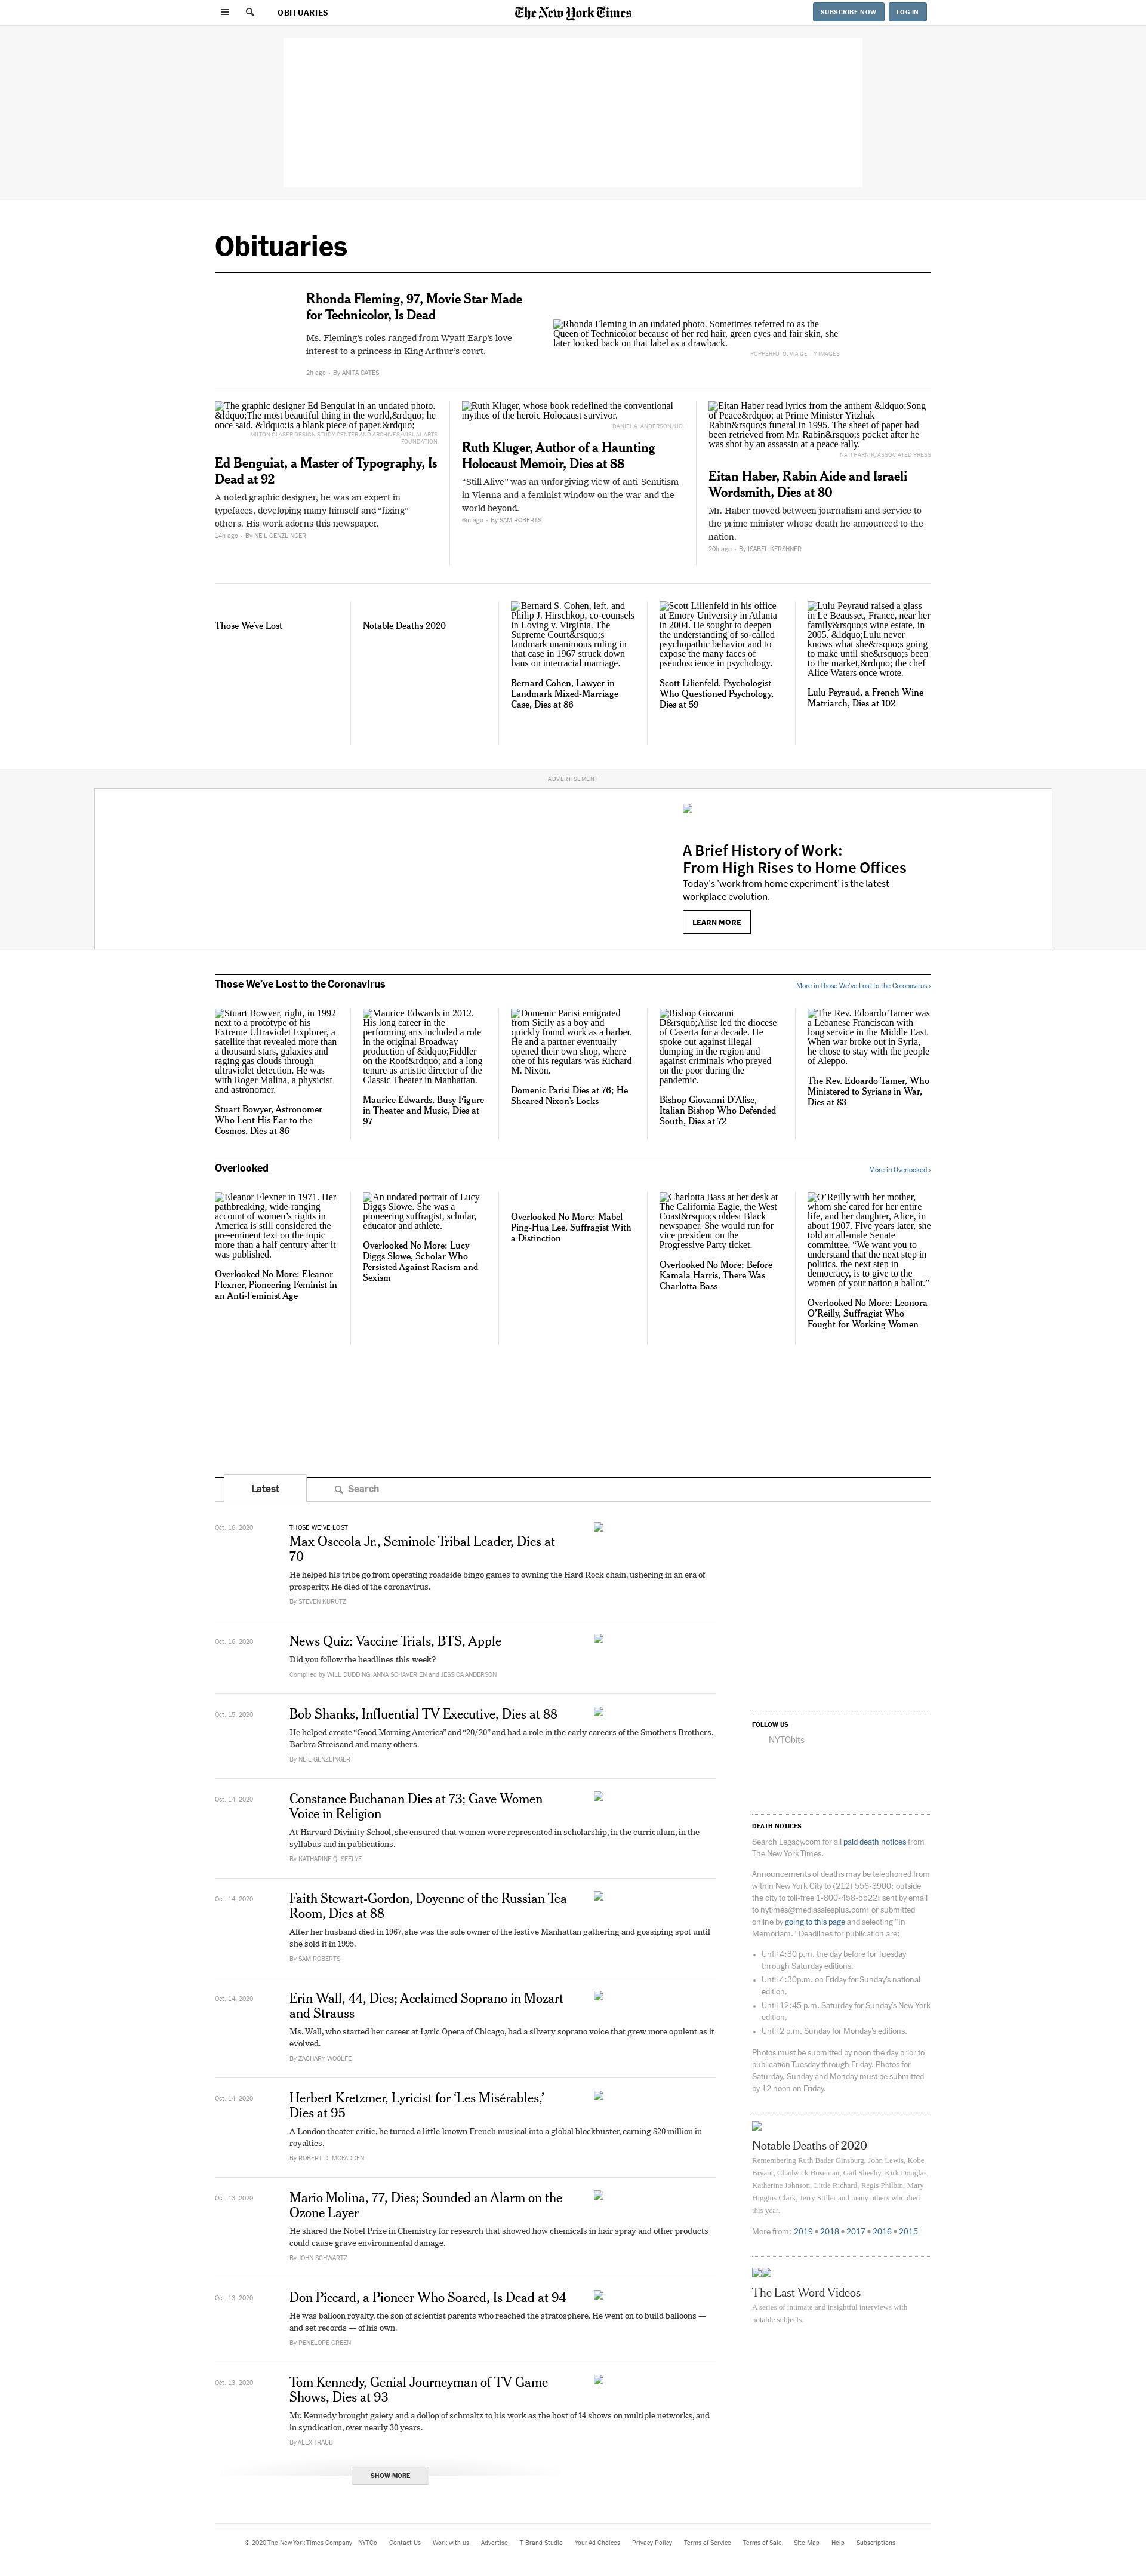 OBITUARIES
The New York Times
SUBSCRIBE NOW
LOG IN
Obituaries
Rhonda Fleming, 97, Movie Star Made
for Technicolor, Is Dead
Ms. Fleming’s roles ranged from Wyatt Earp’s love
interest to a princess in King Arthur’s court.
2h ago • By ANITA GATES
Rhonda Fleming in an undated photo. Sometimes referred to as the
Queen of Technicolor because of her red hair, green eyes and fair skin, she
later looked back on that label as a drawback.
POPPERFOTO, VIA GETTY IMAGES
The graphic designer Ed Benguiat in an undated photo.
&ldquo;The most beautiful thing in the world,&rdquo; he
once said, &ldquo;is a blank piece of paper.&rdquo;
MILTON GLASER DESIGN STUDY CENTER AND ARCHIVES/VISUAL ARTS
FOUNDATION
Ed Benguiat, a Master of Typography, Is
Dead at 92
A noted graphic designer, he was an expert in
typefaces, developing many himself and “fixing”
others. His work adorns this newspaper.
14h ago • By NEIL GENZLINGER
Ruth Kluger, whose book redefined the conventional
mythos of the heroic Holocaust survivor.
DANIEL A. ANDERSON/UCI
Ruth Kluger, Author of a Haunting
Holocaust Memoir, Dies at 88
“Still Alive” was an unforgiving view of anti-Semitism
in Vienna and a feminist window on the war and the
world beyond.
6m ago • By SAM ROBERTS
Eitan Haber read lyrics from the anthem &ldquo;Song
of Peace&rdquo; at Prime Minister Yitzhak
Rabin&rsquo;s funeral in 1995. The sheet of paper had
been retrieved from Mr. Rabin&rsquo;s pocket after he
was shot by an assassin at a peace rally.
NATI HARNIK/ASSOCIATED PRESS
Eitan Haber, Rabin Aide and Israeli
Wordsmith, Dies at 80
Mr. Haber moved between journalism and service to
the prime minister whose death he announced to the
nation.
20h ago • By ISABEL KERSHNER
Those We’ve Lost
Notable Deaths 2020
Bernard S. Cohen, left, and
Philip J. Hirschkop, co-counsels
in Loving v. Virginia. The
Supreme Court&rsquo;s
landmark unanimous ruling in
that case in 1967 struck down
bans on interracial marriage.
Bernard Cohen, Lawyer in
Landmark Mixed-Marriage
Case, Dies at 86
Scott Lilienfeld in his office
at Emory University in Atlanta
in 2004. He sought to deepen
the understanding of so-called
psychopathic behavior and to
expose the many faces of
pseudoscience in psychology.
Scott Lilienfeld, Psychologist
Who Questioned Psychology,
Dies at 59
Lulu Peyraud raised a glass
in Le Beausset, France, near her
family&rsquo;s wine estate, in
2005. &ldquo;Lulu never
knows what she&rsquo;s going
to make until she&rsquo;s been
to the market,&rdquo; the chef
Alice Waters once wrote.
Lulu Peyraud, a French Wine
Matriarch, Dies at 102
ADVERTISEMENT
A Brief History of Work:
From High Rises to Home Offices
Today's 'work from home experiment' is the latest
workplace evolution.
LEARN MORE
Those We’ve Lost to the Coronavirus
More in Those We’ve Lost to the Coronavirus ›
Stuart Bowyer, right, in 1992
next to a prototype of his
Extreme Ultraviolet Explorer, a
satellite that revealed more than
a thousand stars, galaxies and
raging gas clouds through
ultraviolet detection. He was
with Roger Malina, a physicist
and astronomer.
Stuart Bowyer, Astronomer
Who Lent His Ear to the
Cosmos, Dies at 86
Maurice Edwards in 2012.
His long career in the
performing arts included a role
in the original Broadway
production of &ldquo;Fiddler
on the Roof&rdquo; and a long
tenure as artistic director of the
Classic Theater in Manhattan.
Maurice Edwards, Busy Figure
in Theater and Music, Dies at
97
Domenic Parisi emigrated
from Sicily as a boy and
quickly found work as a barber.
He and a partner eventually
opened their own shop, where
one of his regulars was Richard
M. Nixon.
Domenic Parisi Dies at 76; He
Sheared Nixon’s Locks
Bishop Giovanni
D&rsquo;Alise led the diocese
of Caserta for a decade. He
spoke out against illegal
dumping in the region and
against criminals who preyed
on the poor during the
pandemic.
Bishop Giovanni D’Alise,
Italian Bishop Who Defended
South, Dies at 72
The Rev. Edoardo Tamer was
a Lebanese Franciscan with
long service in the Middle East.
When war broke out in Syria,
he chose to stay with the people
of Aleppo.
The Rev. Edoardo Tamer, Who
Ministered to Syrians in War,
Dies at 83
Overlooked
More in Overlooked ›
Eleanor Flexner in 1971. Her
pathbreaking, wide-ranging
account of women’s rights in
America is still considered the
pre-eminent text on the topic
more than a half century after it
was published.
Overlooked No More: Eleanor
Flexner, Pioneering Feminist in
an Anti-Feminist Age
An undated portrait of Lucy
Diggs Slowe. She was a
pioneering suffragist, scholar,
educator and athlete.
Overlooked No More: Lucy
Diggs Slowe, Scholar Who
Persisted Against Racism and
Sexism
Overlooked No More: Mabel
Ping-Hua Lee, Suffragist With
a Distinction
Charlotta Bass at her desk at
The California Eagle, the West
Coast&rsquo;s oldest Black
newspaper. She would run for
vice president on the
Progressive Party ticket.
Overlooked No More: Before
Kamala Harris, There Was
Charlotta Bass
O’Reilly with her mother,
whom she cared for her entire
life, and her daughter, Alice, in
about 1907. Five years later, she
told an all-male Senate
committee, “We want you to
understand that the next step in
politics, the next step in
democracy, is to give to the
women of your nation a ballot.”
Overlooked No More: Leonora
O’Reilly, Suffragist Who
Fought for Working Women
Latest
Search
Oct. 16, 2020
THOSE WE’VE LOST
Max Osceola Jr., Seminole Tribal Leader, Dies at
70
He helped his tribe go from operating roadside bingo games to owning the Hard Rock chain, ushering in an era of
prosperity. He died of the coronavirus.
By STEVEN KURUTZ
Oct. 16, 2020
News Quiz: Vaccine Trials, BTS, Apple
Did you follow the headlines this week?
Compiled by WILL DUDDING, ANNA SCHAVERIEN and JESSICA ANDERSON
Oct. 15, 2020
Bob Shanks, Influential TV Executive, Dies at 88
He helped create “Good Morning America” and “20/20” and had a role in the early careers of the Smothers Brothers,
Barbra Streisand and many others.
By NEIL GENZLINGER
Oct. 14, 2020
Constance Buchanan Dies at 73; Gave Women
Voice in Religion
At Harvard Divinity School, she ensured that women were represented in scholarship, in the curriculum, in the
syllabus and in publications.
By KATHARINE Q. SEELYE
Oct. 14, 2020
Faith Stewart-Gordon, Doyenne of the Russian Tea
Room, Dies at 88
After her husband died in 1967, she was the sole owner of the festive Manhattan gathering and gossiping spot until
she sold it in 1995.
By SAM ROBERTS
Oct. 14, 2020
Erin Wall, 44, Dies; Acclaimed Soprano in Mozart
and Strauss
Ms. Wall, who started her career at Lyric Opera of Chicago, had a silvery soprano voice that grew more opulent as it
evolved.
By ZACHARY WOOLFE
Oct. 14, 2020
Herbert Kretzmer, Lyricist for ‘Les Misérables,’
Dies at 95
A London theater critic, he turned a little-known French musical into a global blockbuster, earning $20 million in
royalties.
By ROBERT D. MCFADDEN
Oct. 13, 2020
Mario Molina, 77, Dies; Sounded an Alarm on the
Ozone Layer
He shared the Nobel Prize in Chemistry for research that showed how chemicals in hair spray and other products
could cause grave environmental damage.
By JOHN SCHWARTZ
Oct. 13, 2020
Don Piccard, a Pioneer Who Soared, Is Dead at 94
He was balloon royalty, the son of scientist parents who reached the stratosphere. He went on to build balloons —
and set records — of his own.
By PENELOPE GREEN
Oct. 13, 2020
Tom Kennedy, Genial Journeyman of TV Game
Shows, Dies at 93
Mr. Kennedy brought gaiety and a dollop of schmaltz to his work as the host of 14 shows on multiple networks, and
in syndication, over nearly 30 years.
By ALEX TRAUB
SHOW MORE
FOLLOW US
NYTObits
DEATH NOTICES
Search Legacy.com for all paid death notices from
The New York Times.
Announcements of deaths may be telephoned from
within New York City to (212) 556-3900; outside
the city to toll-free 1-800-458-5522; sent by email
to nytimes@mediasalesplus.com; or submitted
online by going to this page and selecting "In
Memoriam." Deadlines for publication are:
• Until 4:30 p.m. the day before for Tuesday
through Saturday editions.
• Until 4:30p.m. on Friday for Sunday's national
edition.
• Until 12:45 p.m. Saturday for Sunday's New York
edition.
• Until 2 p.m. Sunday for Monday's editions.
Photos must be submitted by noon the day prior to
publication Tuesday through Friday. Photos for
Saturday, Sunday and Monday must be submitted
by 12 noon on Friday.
Notable Deaths of 2020
Remembering Ruth Bader Ginsburg, John Lewis, Kobe
Bryant, Chadwick Boseman, Gail Sheehy, Kirk Douglas,
Katherine Johnson, Little Richard, Regis Philbin, Mary
Higgins Clark, Jerry Stiller and many others who died
this year.
More from: 2019 • 2018 • 2017 • 2016 • 2015
The Last Word Videos
A series of intimate and insightful interviews with
notable subjects.
© 2020 The New York Times Company NYTCo Contact Us Work with us Advertise T Brand Studio Your Ad Choices Privacy Policy Terms of Service Terms of Sale Site Map Help Subscriptions